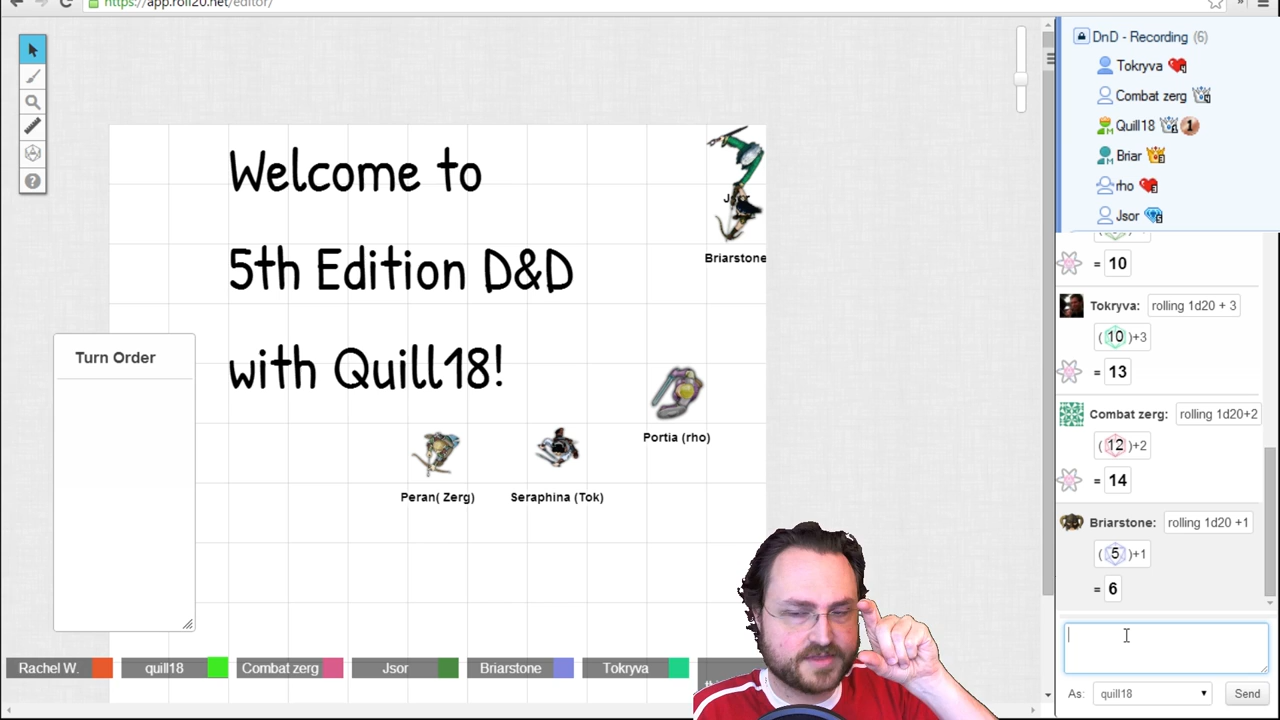 https://app.roll20.net/editor/
DnD - Recording (6)
Tokryva
Combat zerg
Quill18
1
Briar
rho
Jsor
Welcome to
5th Edition D&D
with Quill18!
Briarstone
Portia (rho)
Peran( Zerg)
Seraphina (Tok)
Turn Order
= 10
Tokryva: rolling 1d20 + 3
(10)+3
= 13
Combat zerg: rolling 1d20+2
(12)+2
= 14
Briarstone: rolling 1d20 +1
(5)+1
= 6
Rachel W.
quill18
Combat zerg
Jsor
Briarstone
Tokryva
As: quill18
Send